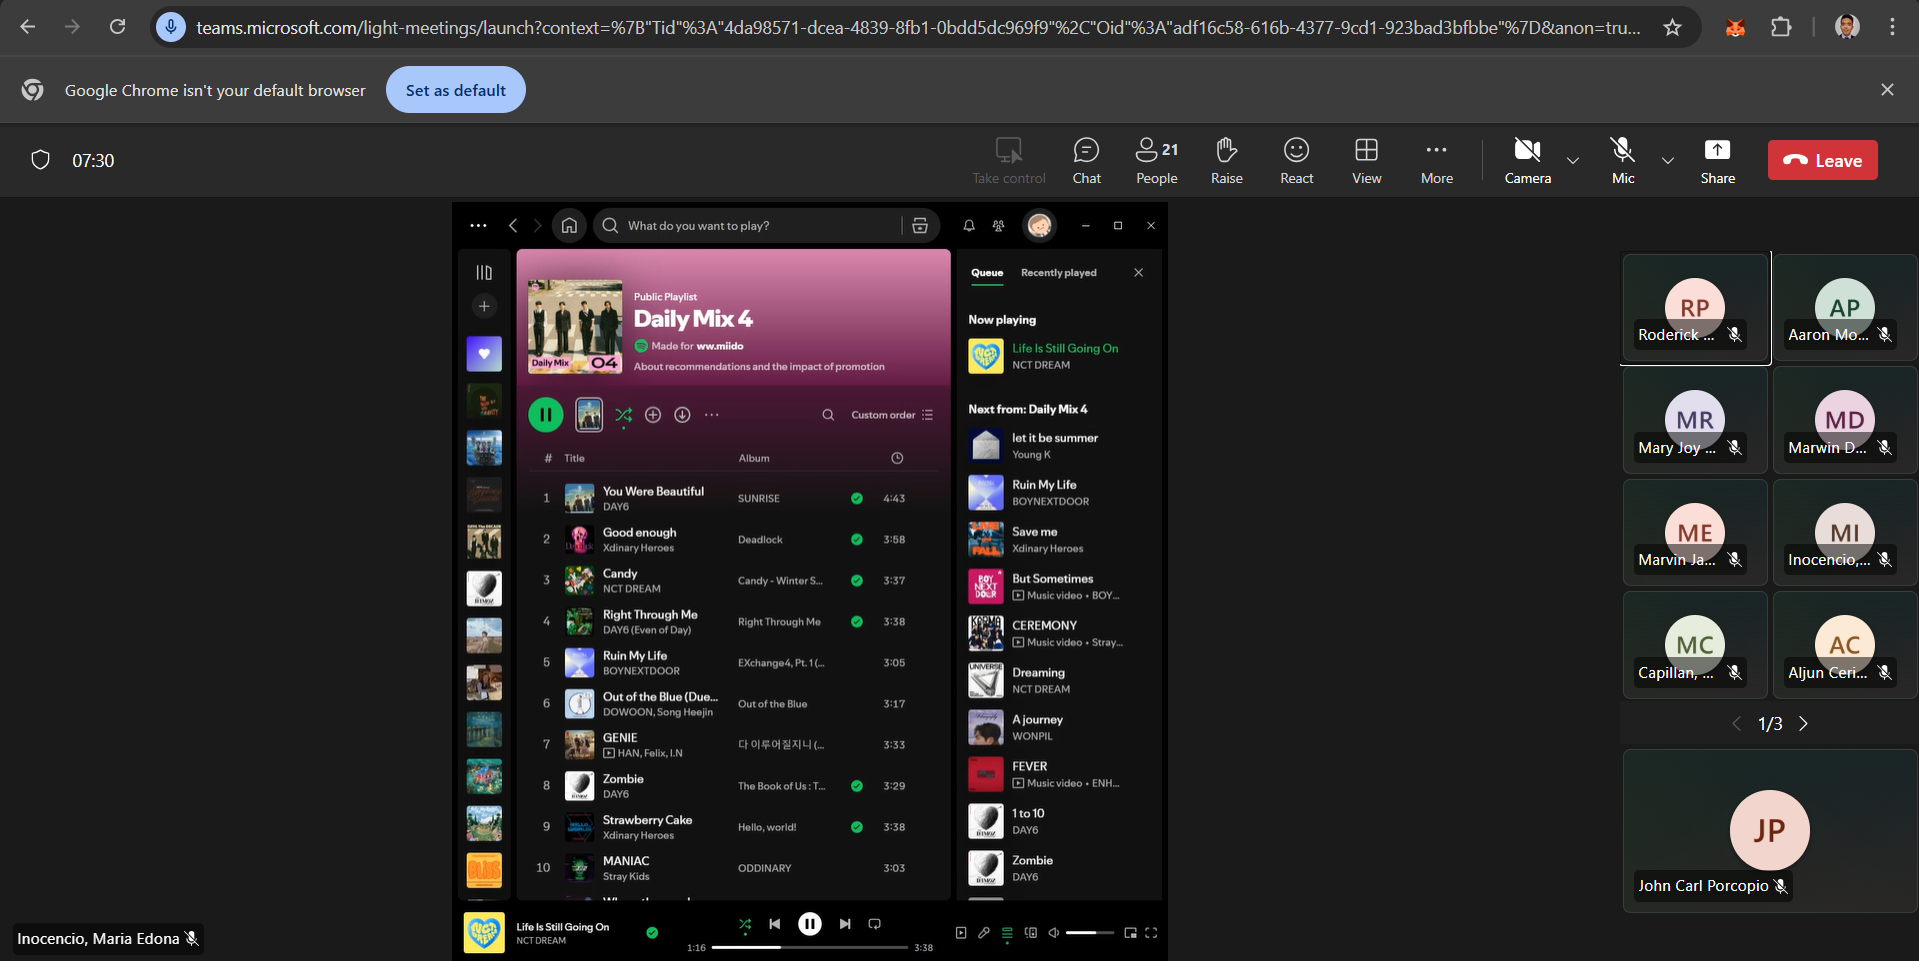 teams.microsoft.com/light-meetings/launch?context=%7B"Tid"%3A"4da98571-dcea-4839-8fb1-0bdd5dc969f9"%2C"Oid"%3A"adf16c58-616b-4377-9cd1-923bad3bfbbe"%7D&anon=tru...
Google Chrome isn't your default browser
Set as default
07:30
Take control
Chat
21
People
Raise
React
View
More
Camera
Mic
Share
Leave
What do you want to play?
Public Playlist
Daily Mix 4
Made for ww.miido
About recommendations and the impact of promotion
Daily Mix 04
Custom order
# Title Album
1 You Were Beautiful SUNRISE 4:43
DAY6
2 Good enough Deadlock 3:58
Xdinary Heroes
3 Candy Candy - Winter S... 3:37
NCT DREAM
4 Right Through Me Right Through Me 3:38
DAY6 (Even of Day)
5 Ruin My Life EXchange4, Pt. 1 (... 3:05
BOYNEXTDOOR
6 Out of the Blue (Due... Out of the Blue 3:17
DOWOON, Song Heejin
7 GENIE 다 이루어질지니 (... 3:33
HAN, Felix, I.N
8 Zombie The Book of Us : T... 3:29
DAY6
9 Strawberry Cake Hello, world! 3:38
Xdinary Heroes
10 MANIAC ODDINARY 3:03
Stray Kids
Queue Recently played
Now playing
Life Is Still Going On
NCT DREAM
Next from: Daily Mix 4
let it be summer
Young K
Ruin My Life
BOYNEXTDOOR
Save me
Xdinary Heroes
But Sometimes
Music video • BOY...
CEREMONY
Music video • Stray...
Dreaming
NCT DREAM
A journey
WONPIL
FEVER
Music video • ENH...
1 to 10
DAY6
Zombie
DAY6
Life Is Still Going On
NCT DREAM
1:16
3:38
RP
Roderick ...
AP
Aaron Mo...
MR
Mary Joy ...
MD
Marwin D...
ME
Marvin Ja...
MI
Inocencio,...
MC
Capillan, ...
AC
Aljun Ceri...
1/3
JP
John Carl Porcopio
Inocencio, Maria Edona